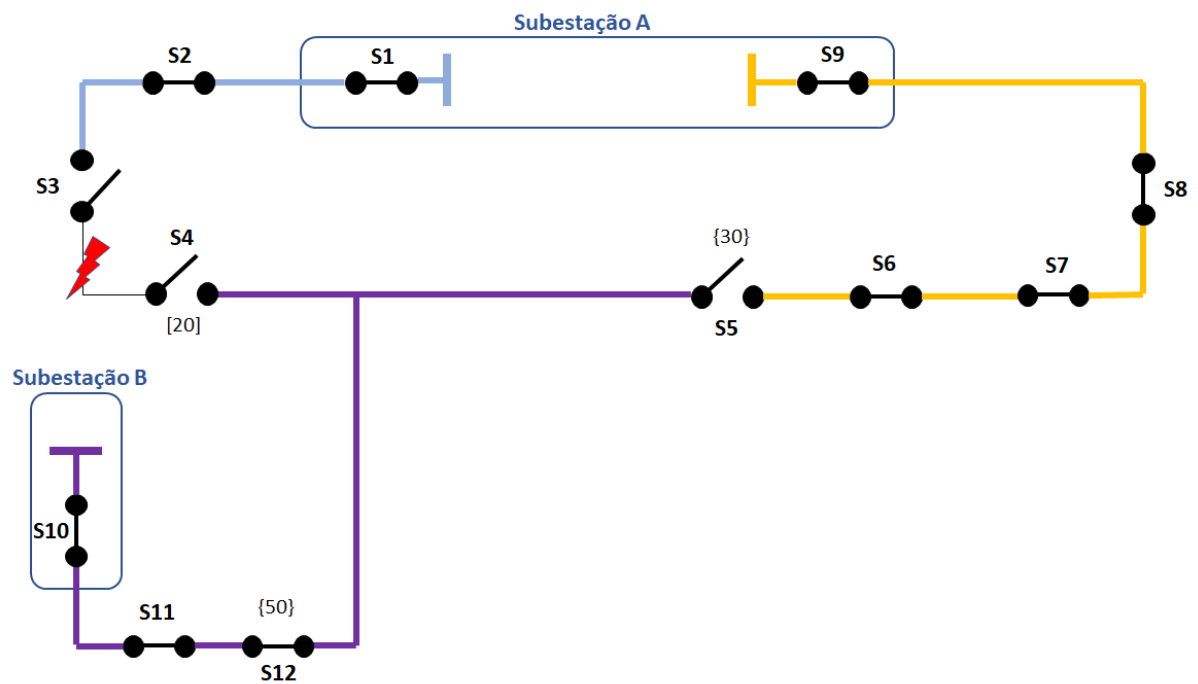 Subestação A
S2
S1
S9
S3
S8
S4
{30}
S6
S7
[20]
S5
Subestação B
S10
S11
{50}
S12